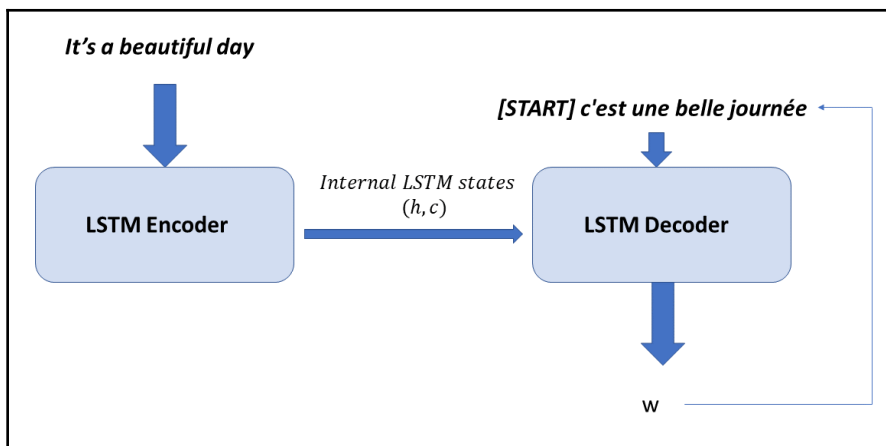 It’s a beautiful day
[START] c'est une belle journée
Internal LSTM states
(h, c)
LSTM Encoder
LSTM Decoder
w